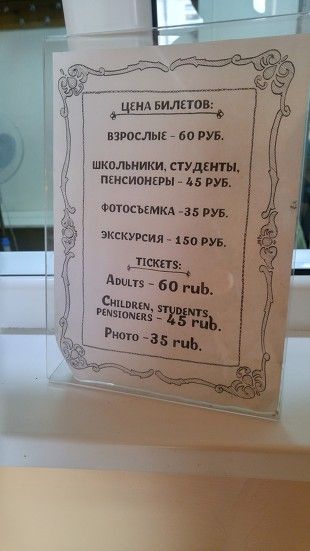 ЦЕНА БИЛЕТОВ:
ВЗРОСЛЫЕ – 60 РУБ.
ШКОЛЬНИКИ, СТУДЕНТЫ,
ПЕНСИОНЕРЫ – 45 РУБ.
ФОТОСЪЕМКА –35 РУБ.
ЭКСКУРСИЯ – 150 РУБ.
TICKETS:
ADULTS – 60 RUB.
CHILDREN, STUDENTS,
PENSIONERS – 45 RUB.
PHOTO –35 RUB.